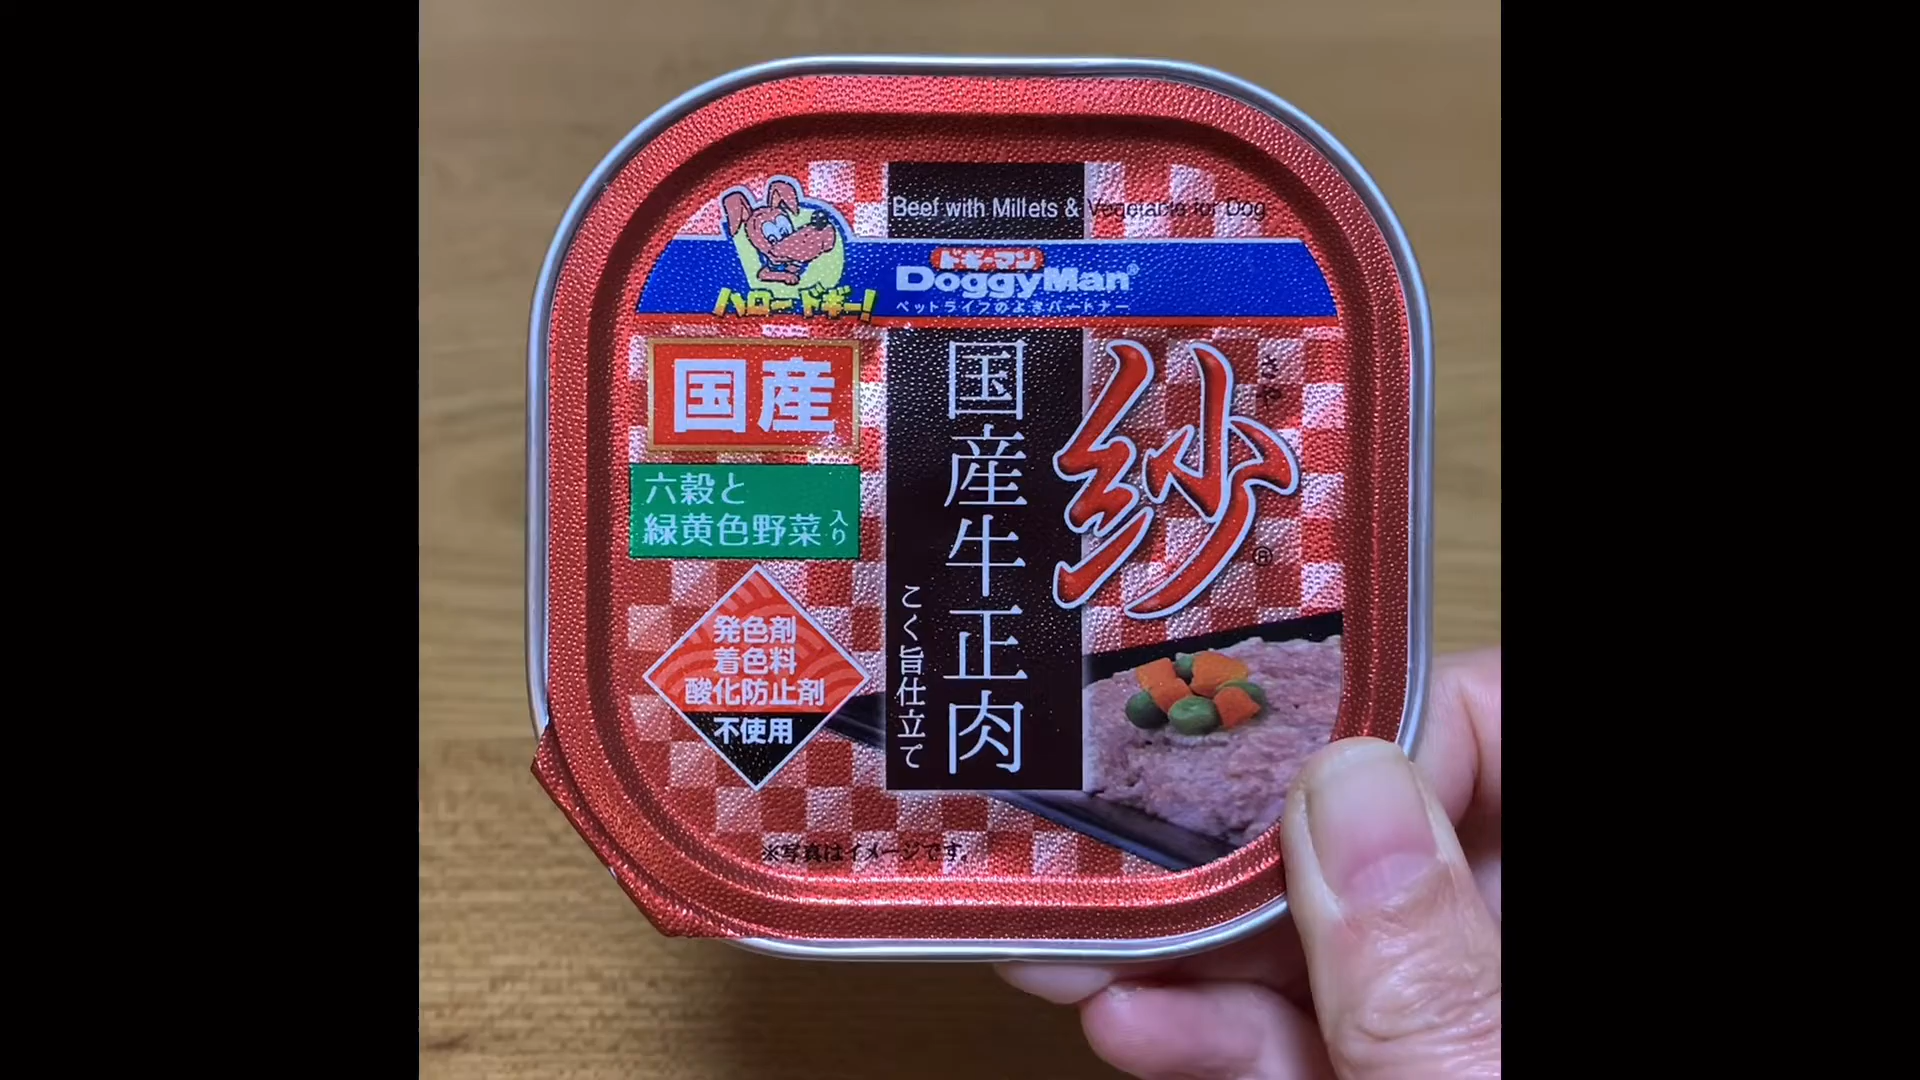 Beef with Millets & Vegetable for Dog
ハロードギー!
ドギーマン
DoggyMan®
ペットライフのよきパートナー
国産
六穀と
緑黄色野菜入り
発色剤
着色料
酸化防止剤
不使用
紗®
さや
国産牛正肉
こく旨仕立て
※写真はイメージです。